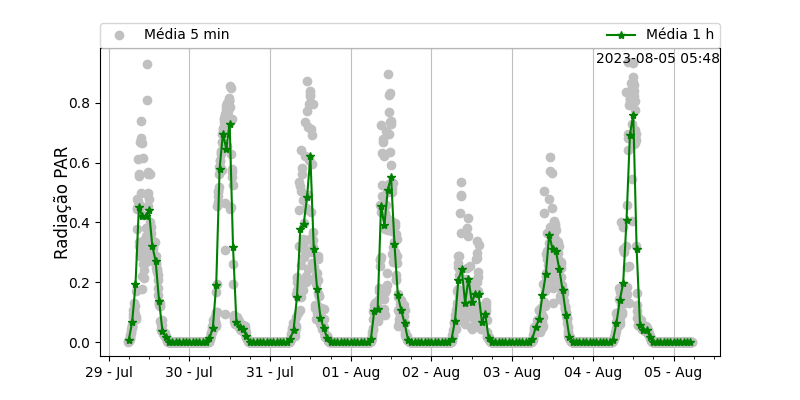 Média 5 min
Média 1 h
2023-08-05 05:48
Radiação PAR
0.8
0.6
0.4
0.2
0.0
29 - Jul
30 - Jul
31 - Jul
01 - Aug
02 - Aug
03 - Aug
04 - Aug
05 - Aug